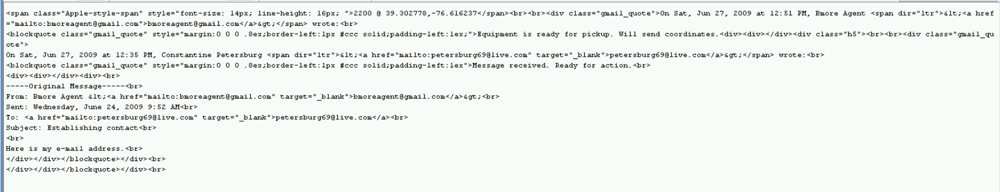 <span class="Apple-style-span" style="font-size: 14px; line-height: 16px; ">2200 @ 39.302778,-76.616237</span><br><br><div class="gmail_quote">On Sat, Jun 27, 2009 at 12:51 PM, Bmore Agent <span dir="ltr">&lt;<a href
="mailto:bmoreagent@gmail.com">bmoreagent@gmail.com</a>&gt;</span> wrote:<br>
<blockquote class="gmail_quote" style="margin:0 0 0 .8ex;border-left:1px #ccc solid;padding-left:1ex;">Equipment is ready for pickup. Will send coordinates.<div><div></div><div class="h5"><br><br><div class="gmail_qu
ote">
On Sat, Jun 27, 2009 at 12:35 PM, Constantine Petersburg <span dir="ltr">&lt;<a href="mailto:petersburg69@live.com" target="_blank">petersburg69@live.com</a>&gt;</span> wrote:<br>
<blockquote class="gmail_quote" style="margin:0 0 0 .8ex;border-left:1px #ccc solid;padding-left:1ex">Message received. Ready for action.<br>
<div><div></div><div><br>
-----Original Message-----<br>
From: Bmore Agent &lt;<a href="mailto:bmoreagent@gmail.com" target="_blank">bmoreagent@gmail.com</a>&gt;<br>
Sent: Wednesday, June 24, 2009 9:52 AM<br>
To: <a href="mailto:petersburg69@live.com" target="_blank">petersburg69@live.com</a><br>
Subject: Establishing contact<br>
<br>
Here is my e-mail address.<br>
</div></div></blockquote></div><br>
</div></div></blockquote></div><br>